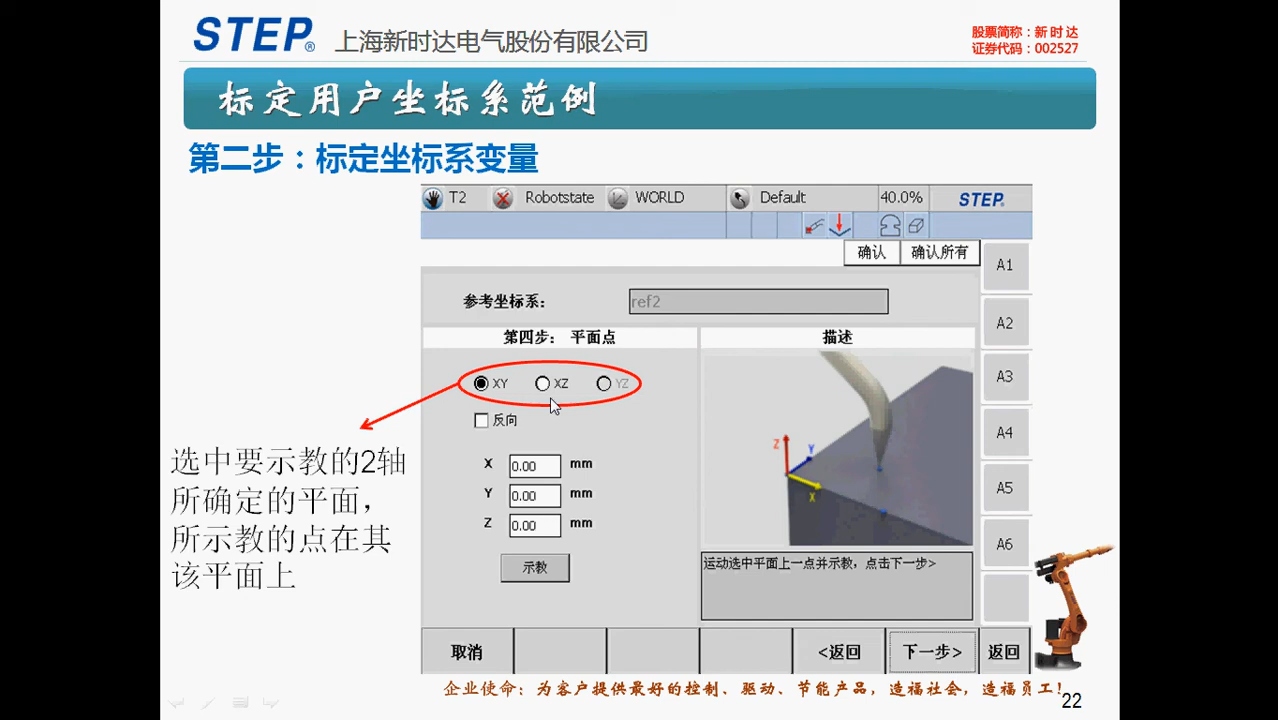 STEP® 上海新时达电气股份有限公司
股票简称：新时达
证券代码：002527
标定用户坐标系范例
第二步：标定坐标系变量
T2 Robotstate WORLD Default 40.0% STEP®
确认 确认所有
A1
参考坐标系： ref2
A2
第四步： 平面点 描述
XY XZ YZ
A3
反向
Z Y X
A4
选中要示教的2轴
所确定的平面，
所示教的点在其
该平面上
X 0.00 mm
Y 0.00 mm
Z 0.00 mm
A5
A6
示教
运动选中平面上一点并示教，点击下一步>
取消 <返回 下一步> 返回
企业使命：为客户提供最好的控制、驱动、节能产品，造福社会，造福员工！
22